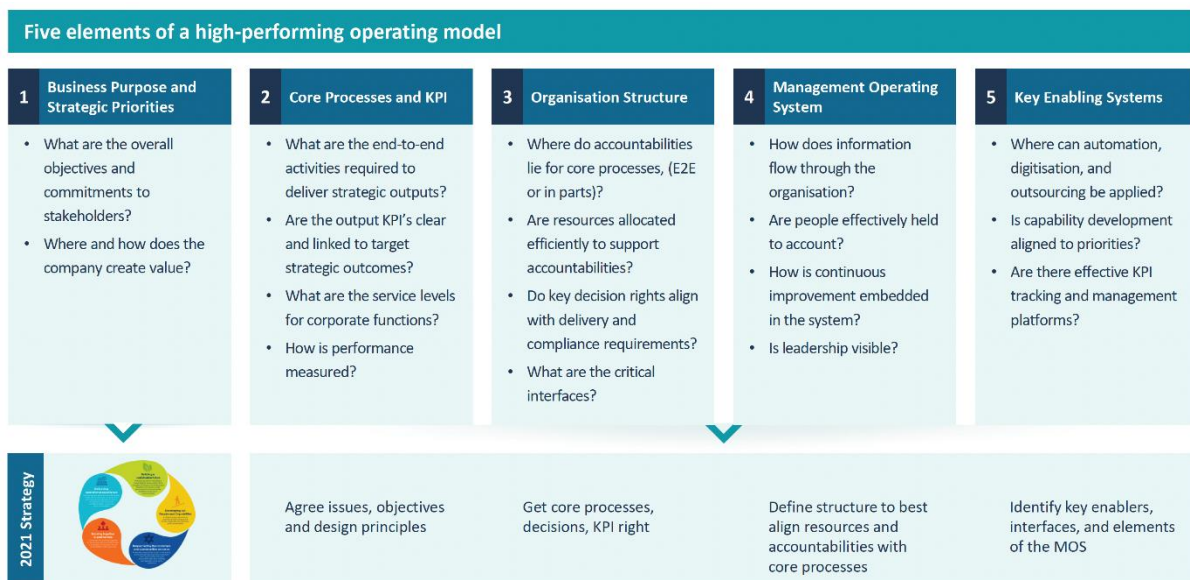 Five elements of a high-performing operating model
1
Business Purpose and
Strategic Priorities
• What are the overall
objectives and
commitments to
stakeholders?
• Where and how does the
company create value?
2
Core Processes and KPI
• What are the end-to-end
activities required to
deliver strategic outputs?
• Are the output KPI's clear
and linked to target
strategic outcomes?
• What are the service levels
for corporate functions?
• How is performance
measured?
3
Organisation Structure
• Where do accountabilities
lie for core processes, (E2E
or in parts)?
• Are resources allocated
efficiently to support
accountabilities?
• Do key decision rights align
with delivery and
compliance requirements?
• What are the critical
interfaces?
4
Management Operating
System
• How does information
flow through the
organisation?
• Are people effectively held
to account?
• How is continuous
improvement embedded
in the system?
• Is leadership visible?
5
Key Enabling Systems
• Where can automation,
digitisation, and
outsourcing be applied?
• Is capability development
aligned to priorities?
• Are there effective KPI
tracking and management
platforms?
2021 Strategy
Agree issues, objectives
and design principles
Get core processes,
decisions, KPI right
Define structure to best
align resources and
accountabilities with
core processes
Identify key enablers,
interfaces, and elements
of the MOS